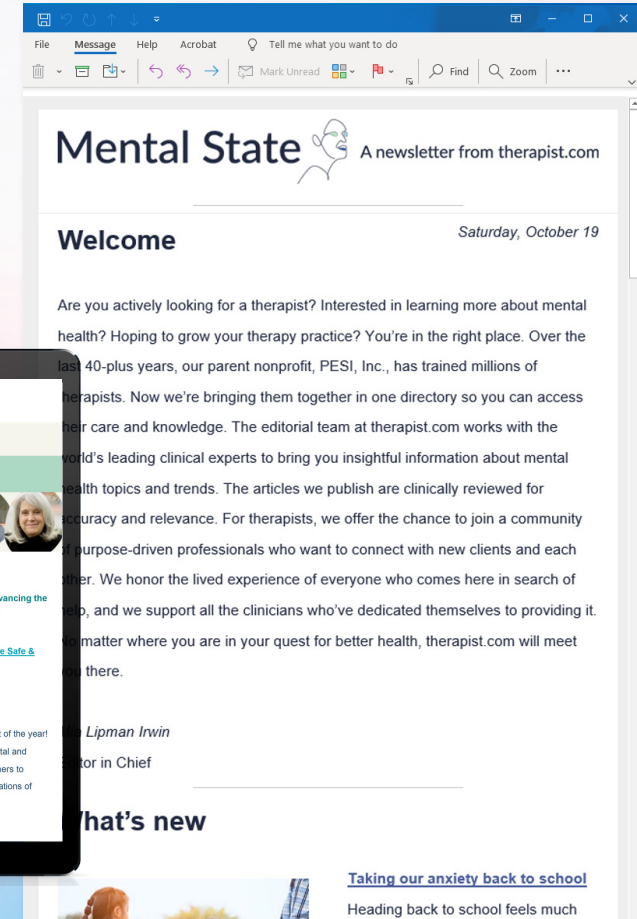 File Message Help Acrobat Tell me what you want to do
Mark Unread Find Zoom
Mental State A newsletter from therapist.com
Welcome
Saturday, October 19
Are you actively looking for a therapist? Interested in learning more about mental
health? Hoping to grow your therapy practice? You're in the right place. Over the
last 40-plus years, our parent nonprofit, PESI, Inc., has trained millions of
therapists. Now we're bringing them together in one directory so you can access
their care and knowledge. The editorial team at therapist.com works with the
world's leading clinical experts to bring you insightful information about mental
health topics and trends. The articles we publish are clinically reviewed for
accuracy and relevance. For therapists, we offer the chance to join a community
of purpose-driven professionals who want to connect with new clients and each
other. We honor the lived experience of everyone who comes here in search of
help, and we support all the clinicians who've dedicated themselves to providing it.
No matter where you are in your quest for better health, therapist.com will meet
you there.
Lipman Irwin
Editor in Chief
What's new
Taking our anxiety back to school
Heading back to school feels much
vancing the
e Safe &
t of the year!
tal and
ners to
ations of